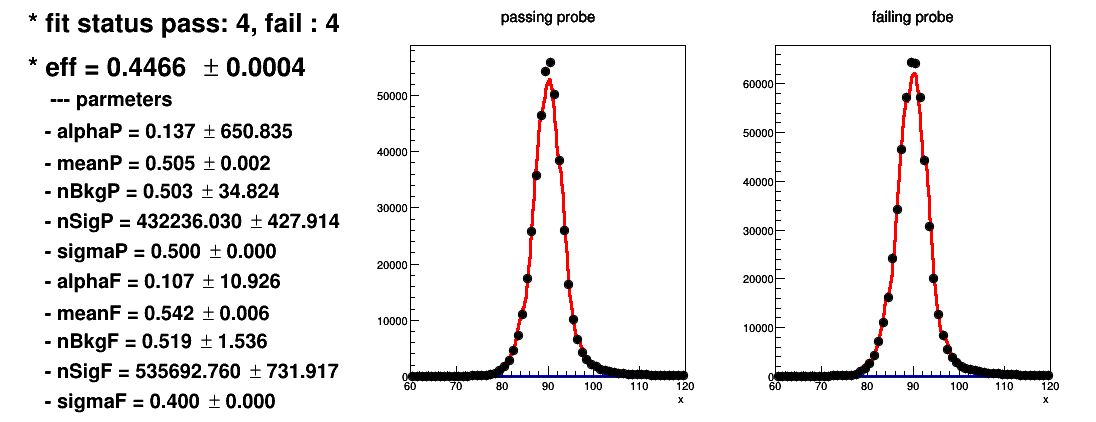 * fit status pass: 4, fail : 4
* eff = 0.4466 ± 0.0004
--- parmeters
- alphaP = 0.137 ± 650.835
- meanP = 0.505 ± 0.002
- nBkgP = 0.503 ± 34.824
- nSigP = 432236.030 ± 427.914
- sigmaP = 0.500 ± 0.000
- alphaF = 0.107 ± 10.926
- meanF = 0.542 ± 0.006
- nBkgF = 0.519 ± 1.536
- nSigF = 535692.760 ± 731.917
- sigmaF = 0.400 ± 0.000
passing probe
50000
40000
30000
20000
10000
0
60 70 80 90 100 110 120
x
failing probe
60000
50000
40000
30000
20000
10000
0
60 70 80 90 100 110 120
x